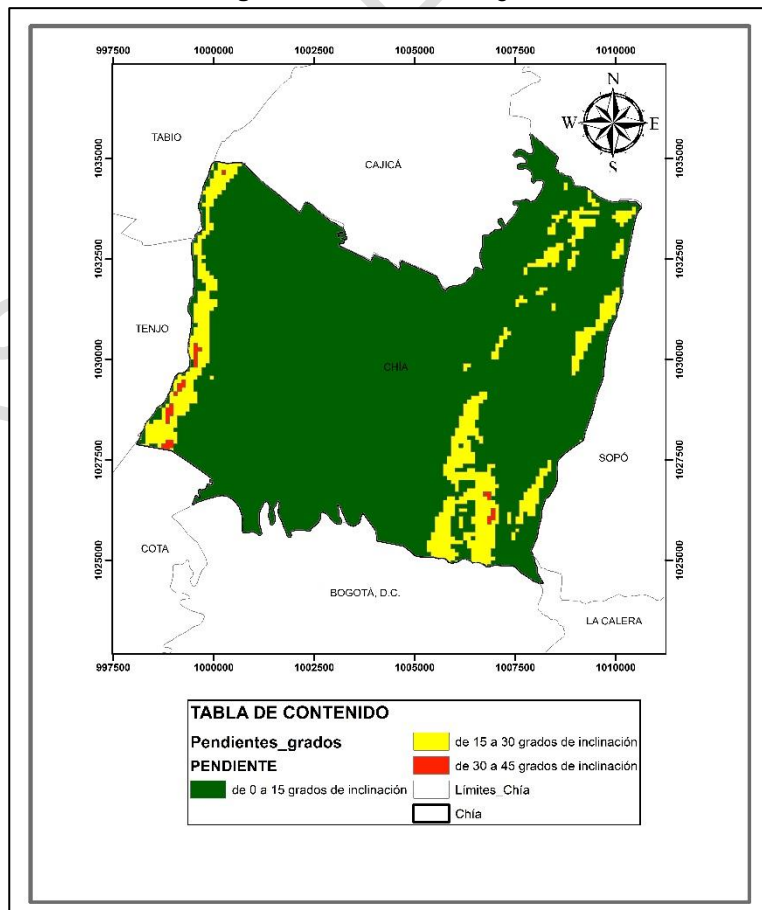 997500 1000000 1002500 1005000 1007500 1010000
N
W E
S
TABIO
CAJICÁ
1035000 1035000
1032500 1032500
TENJO
1030000 1030000
CHÍA
1027500 1027500
SOPÓ
COTA
1025000 1025000
BOGOTÁ, D.C.
LA CALERA
997500 1000000 1002500 1005000 1007500 1010000
TABLA DE CONTENIDO
Pendientes_grados
PENDIENTE
de 0 a 15 grados de inclinación
de 15 a 30 grados de inclinación
de 30 a 45 grados de inclinación
Límites_Chía
Chía